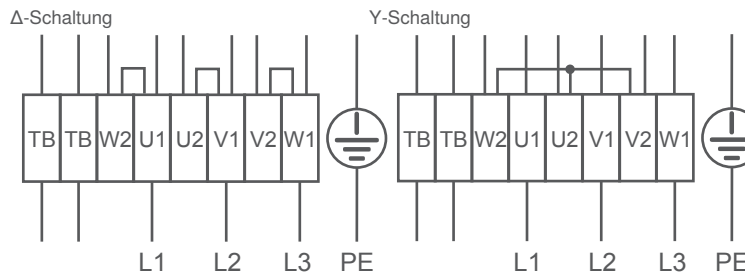 Δ-Schaltung
Y-Schaltung
TB TB W2 U1 U2 V1 V2 W1
TB TB W2 U1 U2 V1 V2 W1
L1 L2 L3 PE
L1 L2 L3 PE